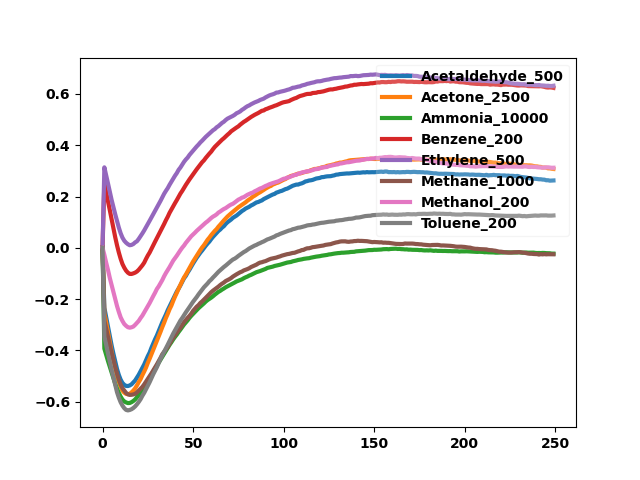 0.6
0.4
0.2
0.0
−0.2
−0.4
−0.6
0
50
100
150
200
250
Acetaldehyde_500
Acetone_2500
Ammonia_10000
Benzene_200
Ethylene_500
Methane_1000
Methanol_200
Toluene_200